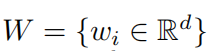 W = {w_i ∈ ℝ^d}